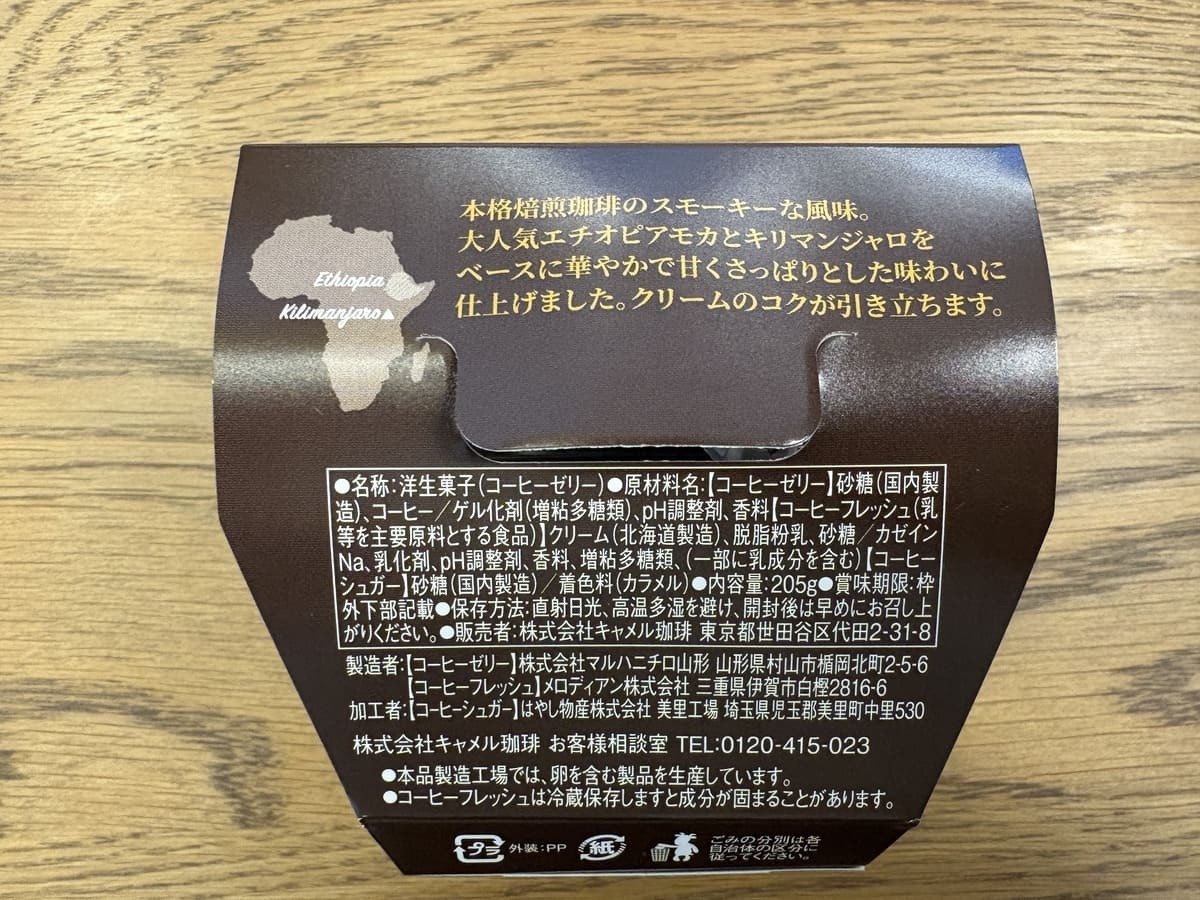 本格焙煎珈琲のスモーキーな風味。
大人気エチオピアモカとキリマンジャロを
ベースに華やかで甘くさっぱりとした味わいに
仕上げました。クリームのコクが引き立ちます。
Ethiopia
Kilimanjaro▲
●名称:洋生菓子(コーヒーゼリー)●原材料名:【コーヒーゼリー】砂糖(国内製
造)、コーヒー/ゲル化剤(増粘多糖類)、pH調整剤、香料【コーヒーフレッシュ(乳
等を主要原料とする食品)】クリーム(北海道製造)、脱脂粉乳、砂糖/カゼイン
Na、乳化剤、pH調整剤、香料、増粘多糖類、(一部に乳成分を含む)【コーヒー
シュガー】砂糖(国内製造)/着色料(カラメル)●内容量:205g●賞味期限:枠
外下部記載●保存方法:直射日光、高温多湿を避け、開封後は早めにお召し上
がりください。●販売者:株式会社キャメル珈琲 東京都世田谷区代田2-31-8
製造者:【コーヒーゼリー】株式会社マルハニチロ山形 山形県村山市楯岡北町2-5-6
【コーヒーフレッシュ】メロディアン株式会社 三重県伊賀市白樫2816-6
加工者:【コーヒーシュガー】はやし物産株式会社 美里工場 埼玉県児玉郡美里町中里530
株式会社キャメル珈琲 お客様相談室 TEL:0120-415-023
●本品製造工場では、卵を含む製品を生産しています。
●コーヒーフレッシュは冷蔵保存しますと成分が固まることがあります。
プラ 外装:PP 紙
ごみの分別は各
自治体の区分に
従ってください。